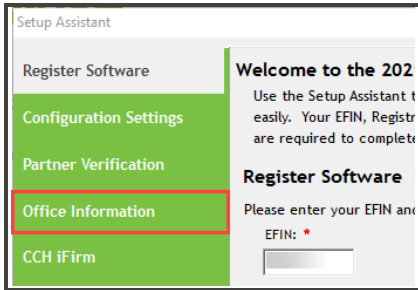 Setup Assistant
Register Software
Configuration Settings
Partner Verification
Office Information
CCH iFirm
Welcome to the 202
Use the Setup Assistant t
easily. Your EFIN, Registr
are required to complete
Register Software
Please enter your EFIN and
EFIN: *